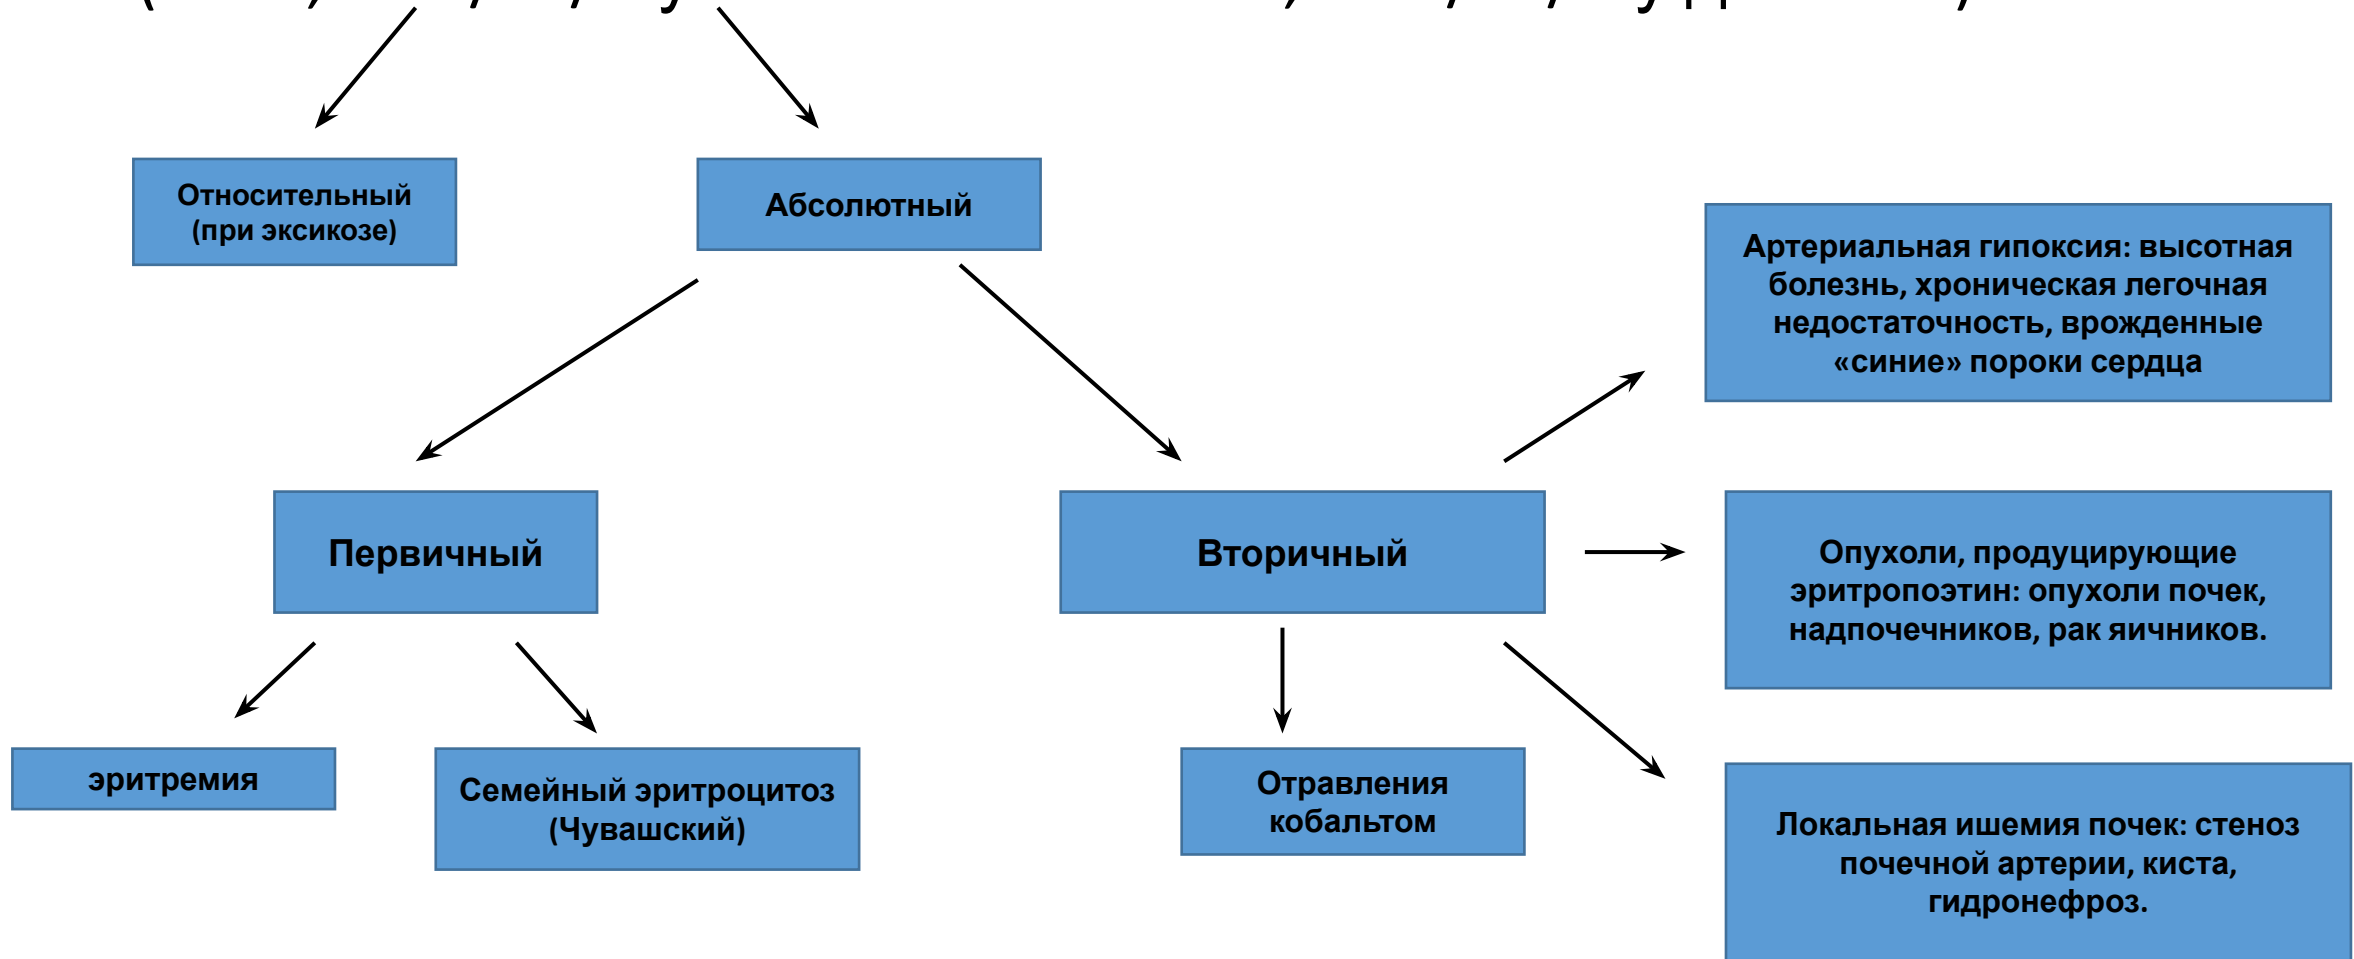 Относительный
(при эксикозе)
Абсолютный
Артериальная гипоксия: высотная
болезнь, хроническая легочная
недостаточность, врожденные
«синие» пороки сердца
Первичный
Вторичный
Опухоли, продуцирующие
эритропоэтин: опухоли почек,
надпочечников, рак яичников.
эритремия
Семейный эритроцитоз
(Чувашский)
Отравления
кобальтом
Локальная ишемия почек: стеноз
почечной артерии, киста,
гидронефроз.